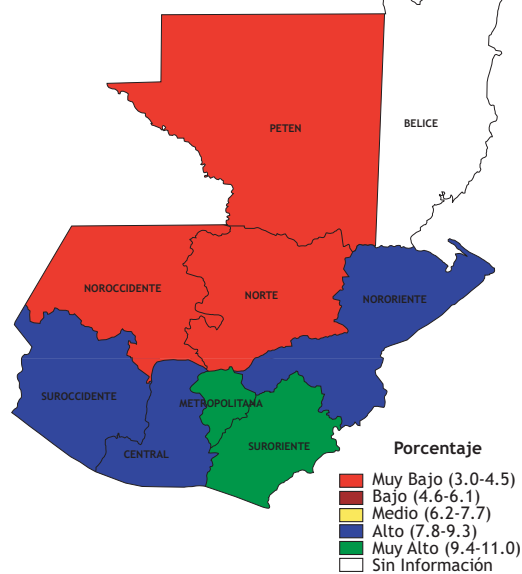 PETEN
BELICE
NOROCCIDENTE
NORTE
NORORIENTE
SUROCCIDENTE
METROPOLITANA
CENTRAL
SURORIENTE
Porcentaje
Muy Bajo (3.0-4.5)
Bajo (4.6-6.1)
Medio (6.2-7.7)
Alto (7.8-9.3)
Muy Alto (9.4-11.0)
Sin Información